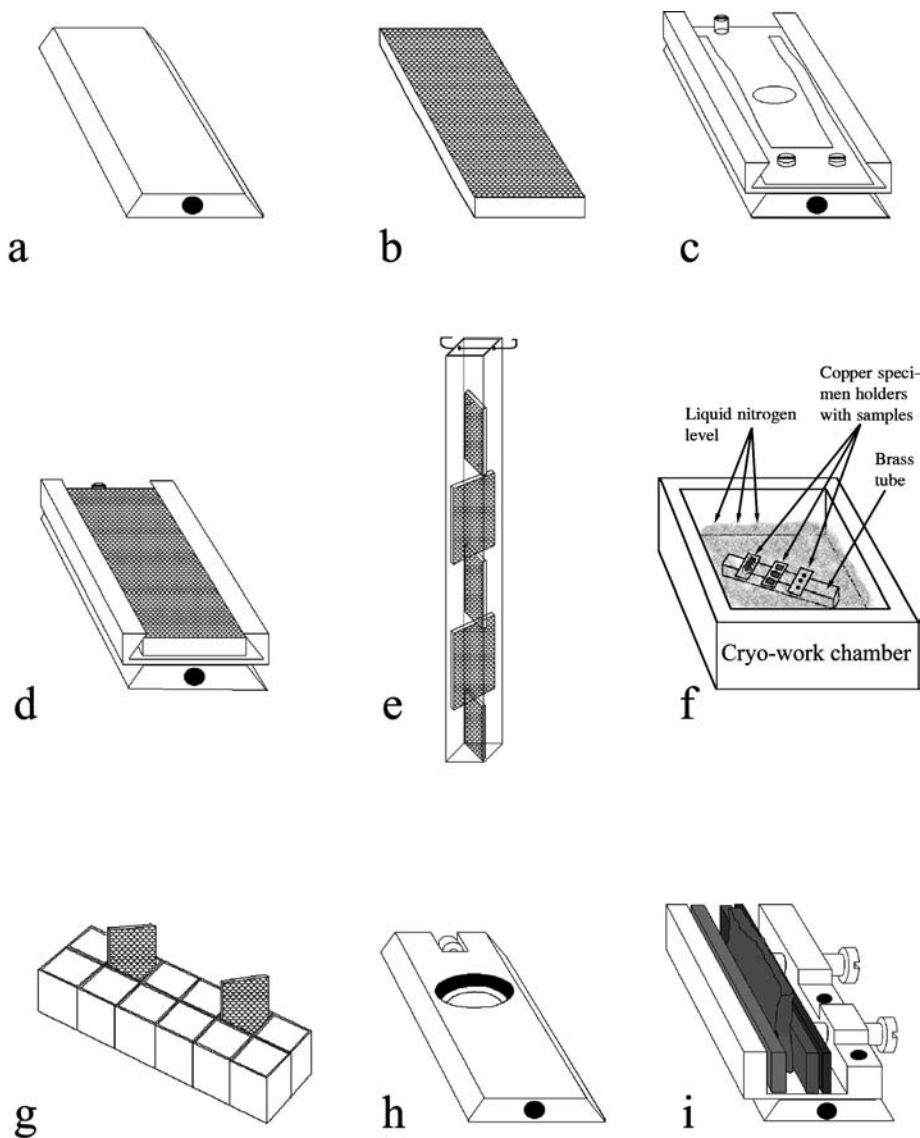 a
b
c
d
e
Liquid nitrogen
level
Copper speci-
men holders
with samples
Brass
tube
Cryo-work chamber
f
g
h
i